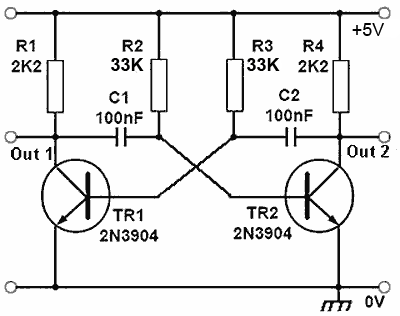 +5V
R1
2K2
R2
33K
R3
33K
R4
2K2
C1
100nF
C2
100nF
Out 1
Out 2
TR1
2N3904
TR2
2N3904
0V